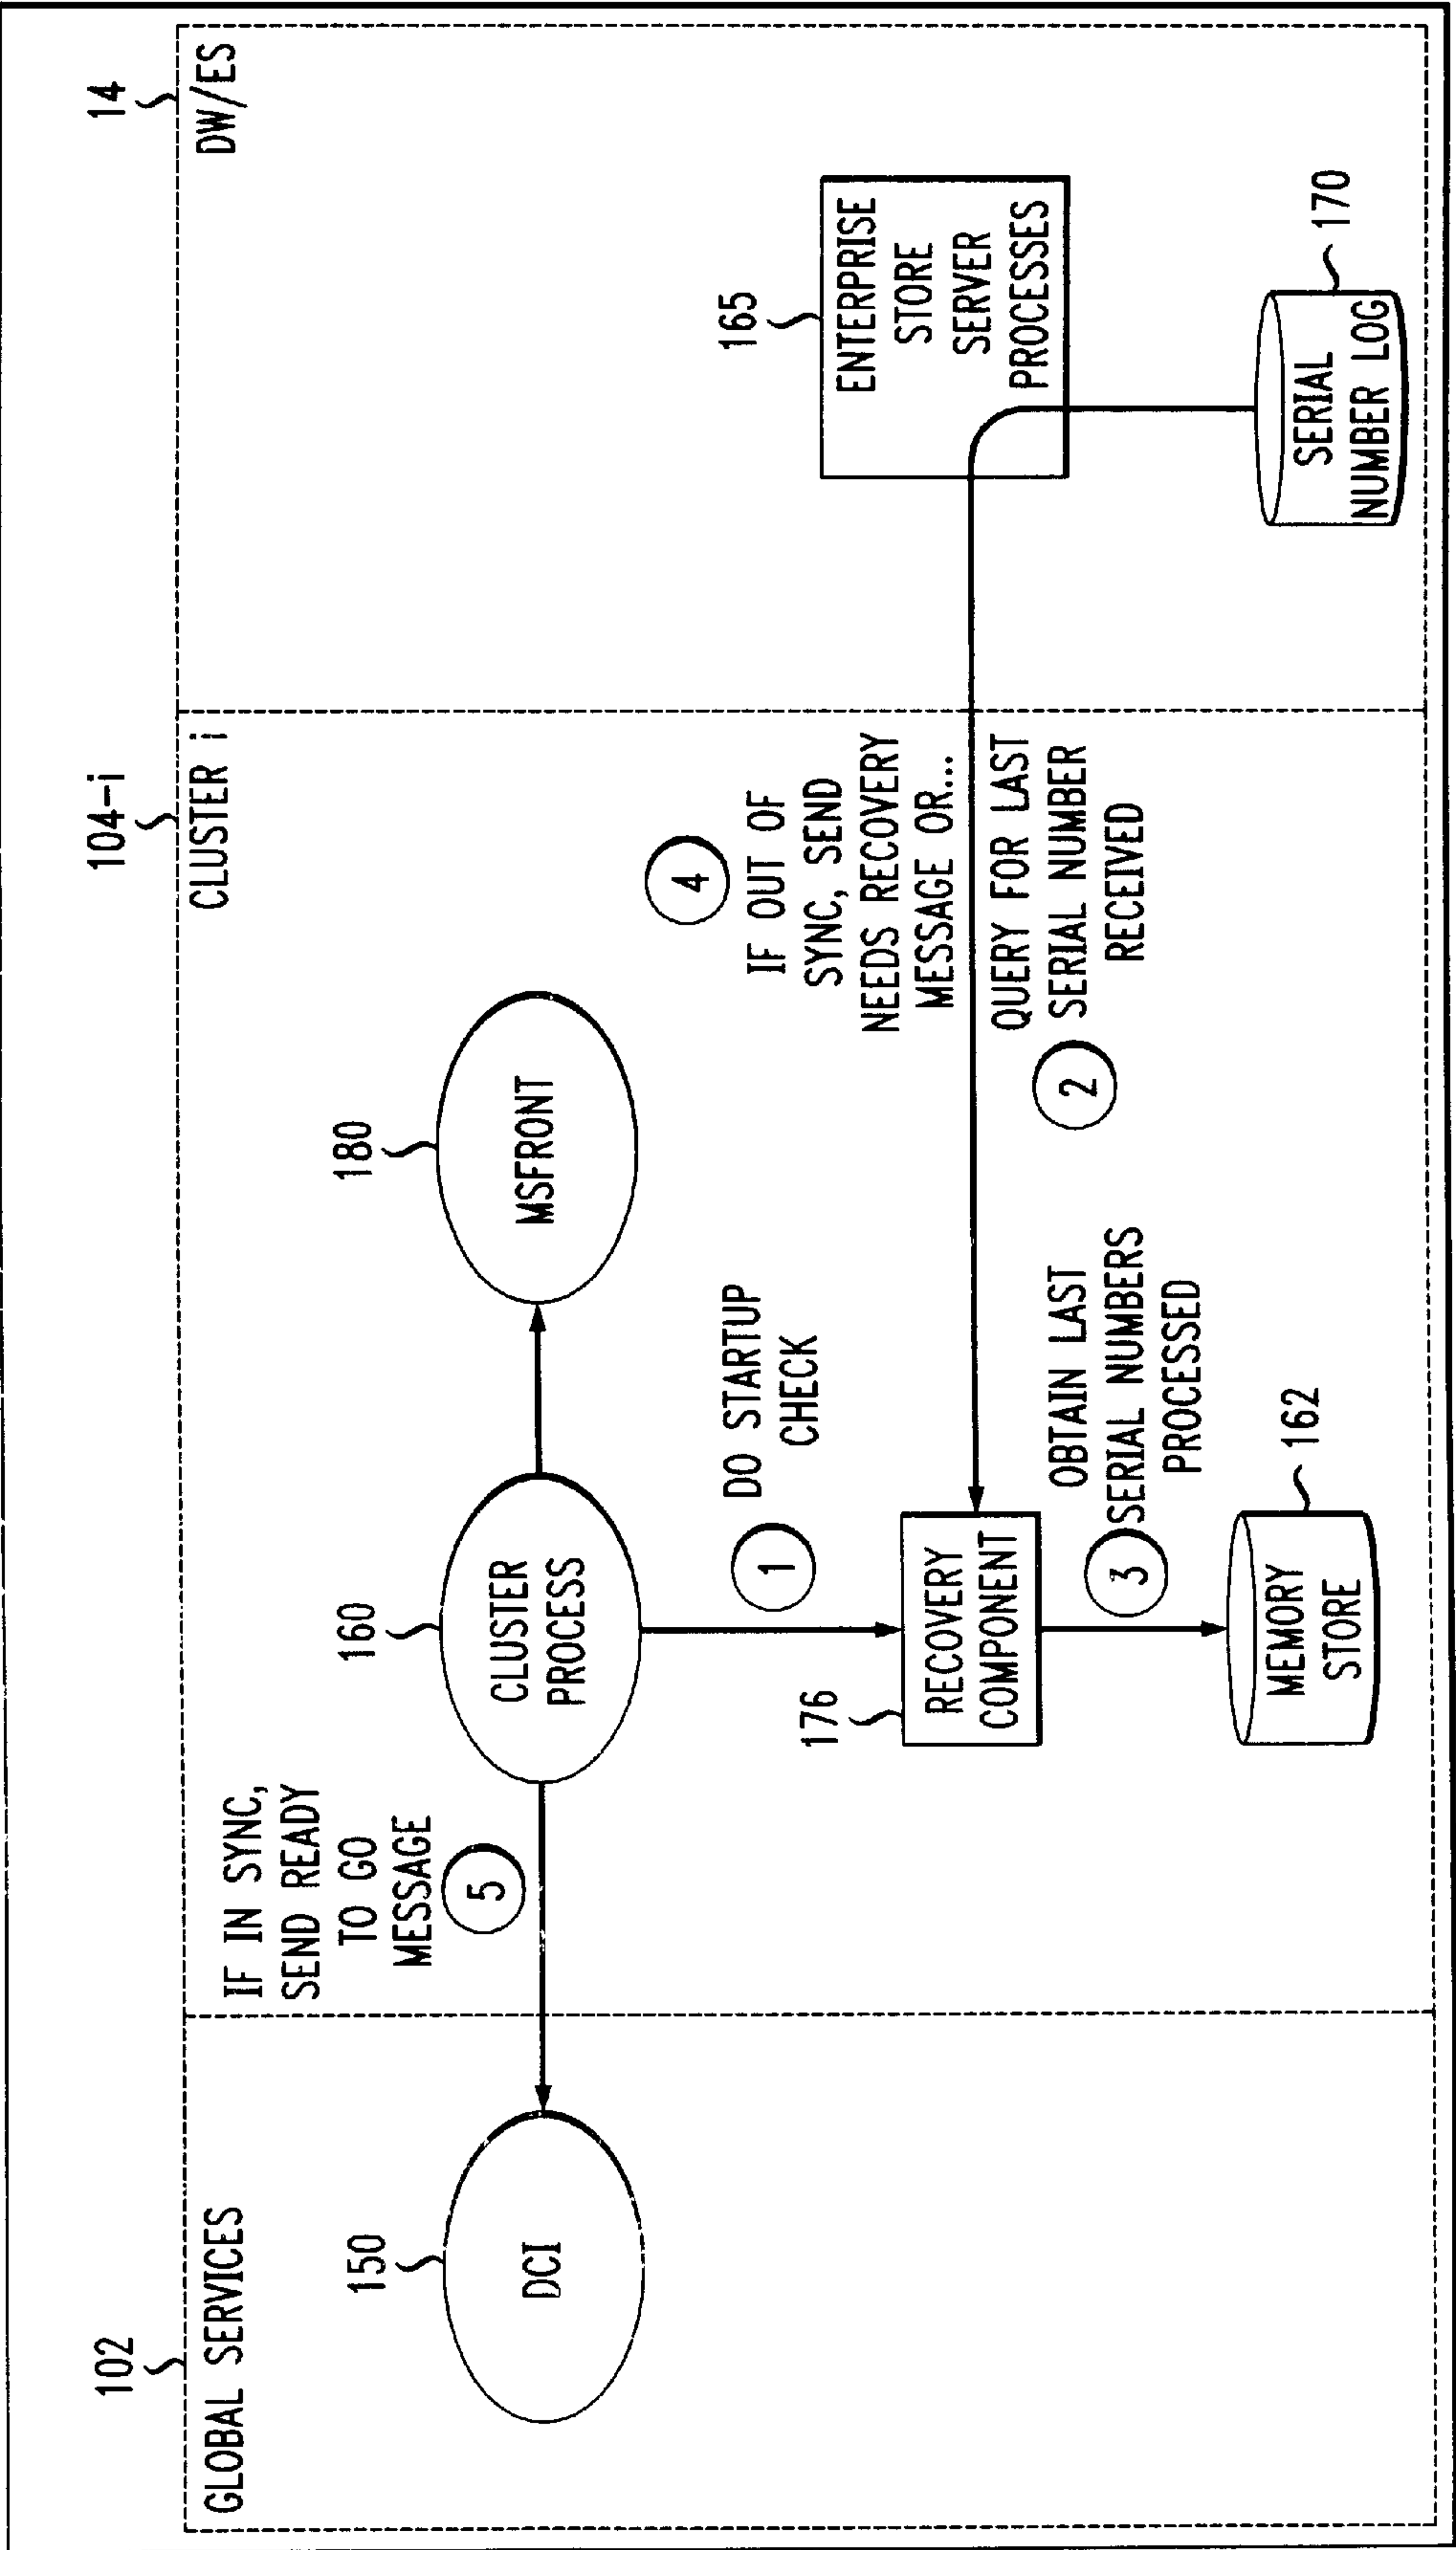 102
GLOBAL SERVICES
104-i
CLUSTER i
14
DW/ES
IF IN SYNC,
SEND READY
TO GO
MESSAGE
5
150
DCI
160
CLUSTER
PROCESS
180
MSFRONT
1
DO STARTUP
CHECK
4
IF OUT OF
SYNC, SEND
NEEDS RECOVERY
MESSAGE OR...
2
QUERY FOR LAST
SERIAL NUMBER
RECEIVED
165
ENTERPRISE
STORE
SERVER
PROCESSES
176
RECOVERY
COMPONENT
3
OBTAIN LAST
SERIAL NUMBERS
PROCESSED
162
MEMORY
STORE
170
SERIAL
NUMBER LOG